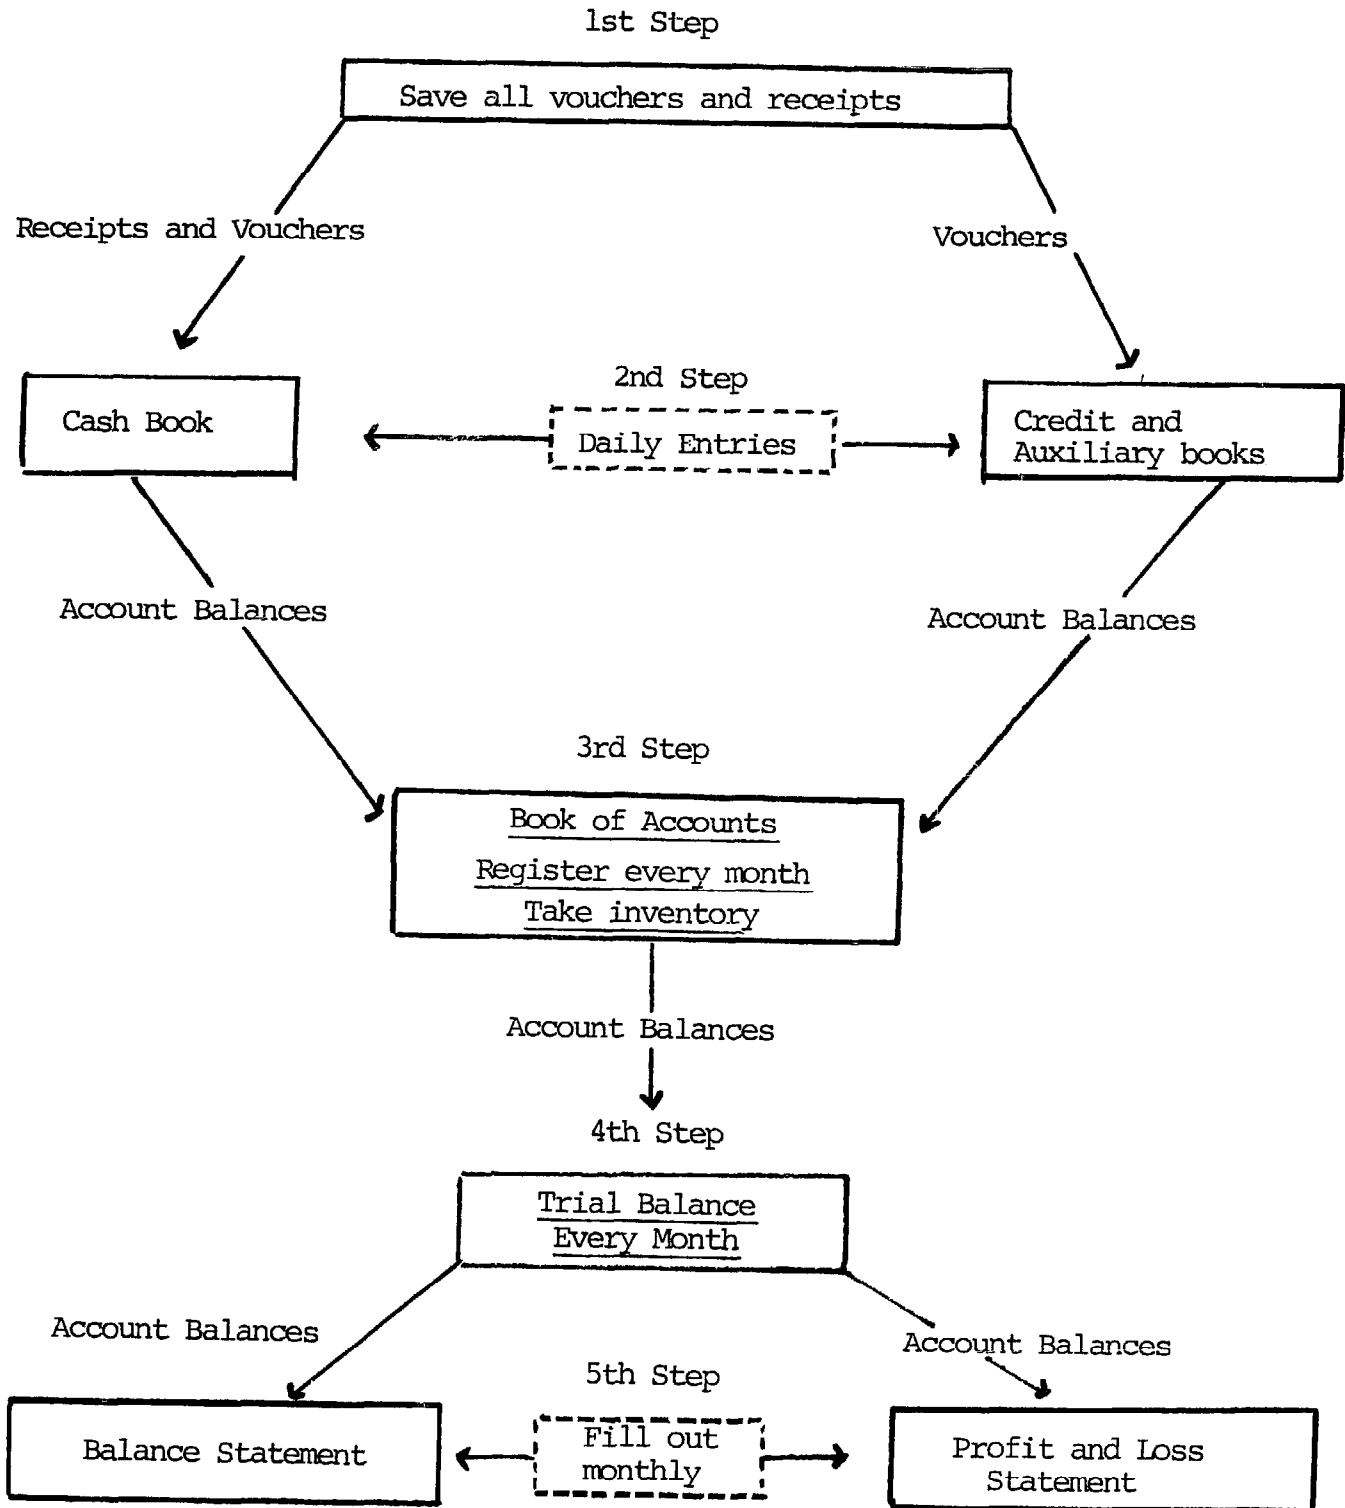 1st Step
Save all vouchers and receipts
Receipts and Vouchers
Vouchers
2nd Step
Cash Book
Daily Entries
Credit and
Auxiliary books
Account Balances
Account Balances
3rd Step
Book of Accounts
Register every month
Take inventory
Account Balances
4th Step
Trial Balance
Every Month
Account Balances
Account Balances
5th Step
Balance Statement
Fill out
monthly
Profit and Loss
Statement